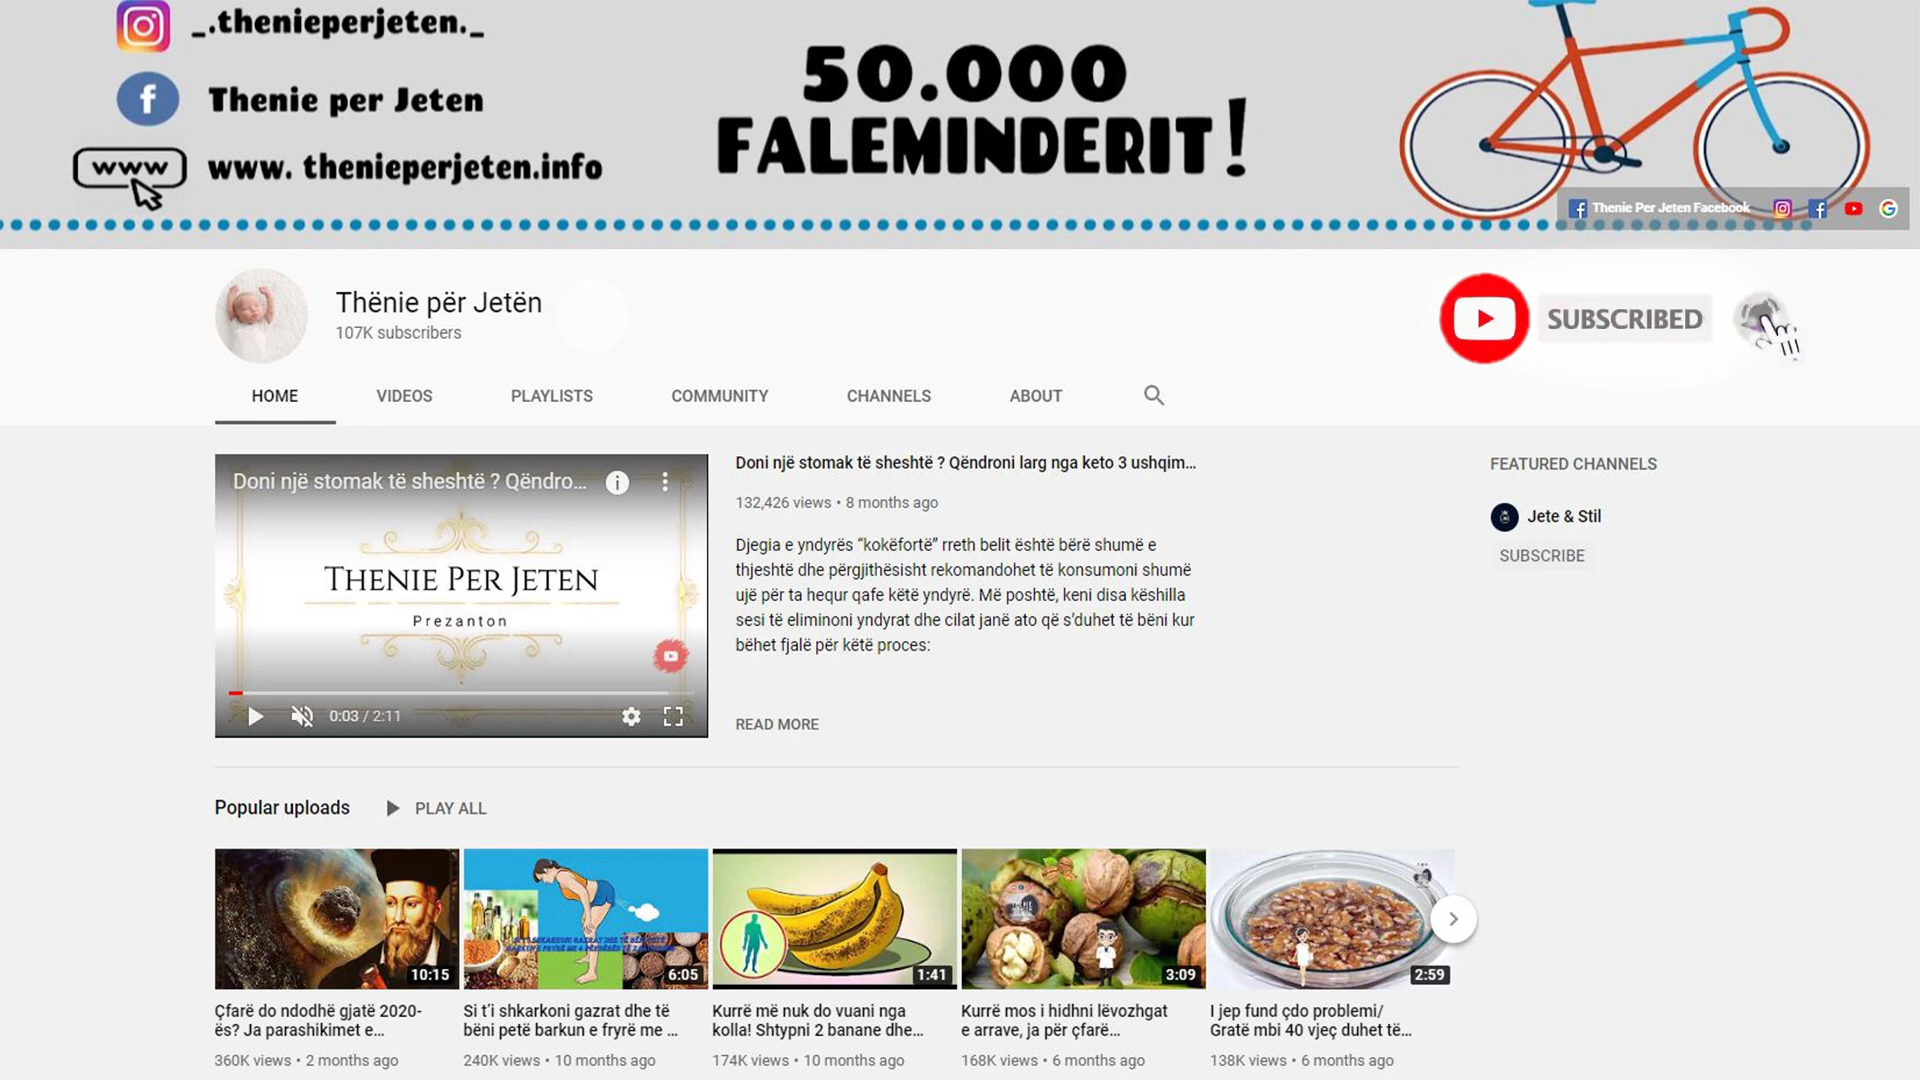 _.thenieperjeten._
Thenie per Jeten
www
www. thenieperjeten.info
50.000
FALEMINDERIT!
Thenie Per Jeten Facebook
Thënie për Jetën
107K subscribers
SUBSCRIBED
HOME
VIDEOS
PLAYLISTS
COMMUNITY
CHANNELS
ABOUT
Doni një stomak të sheshtë ? Qëndro...
THENIE PER JETEN
Prezanton
0:03 / 2:11
Doni një stomak të sheshtë ? Qëndroni larg nga keto 3 ushqim...
132,426 views • 8 months ago
Djegia e yndyrës “kokëfortë” rreth belit është bërë shumë e
thjeshtë dhe përgjithësisht rekomandohet të konsumoni shumë
ujë për ta hequr qafe këtë yndyrë. Më poshtë, keni disa këshilla
sesi të eliminoni yndyrat dhe cilat janë ato që s’duhet të bëni kur
bëhet fjalë për këtë proces:
READ MORE
FEATURED CHANNELS
Jete & Stil
SUBSCRIBE
Popular uploads
PLAY ALL
10:15
6:05
1:41
3:09
2:59
Çfarë do ndodhë gjatë 2020-
ës? Ja parashikimet e...
360K views • 2 months ago
Si t’i shkarkoni gazrat dhe të
bëni petë barkun e fryrë me ...
240K views • 10 months ago
Kurrë më nuk do vuani nga
kolla! Shtypni 2 banane dhe...
174K views • 10 months ago
Kurrë mos i hidhni lëvozhgat
e arrave, ja për çfarë...
168K views • 6 months ago
I jep fund çdo problemi/
Gratë mbi 40 vjeç duhet të...
138K views • 6 months ago